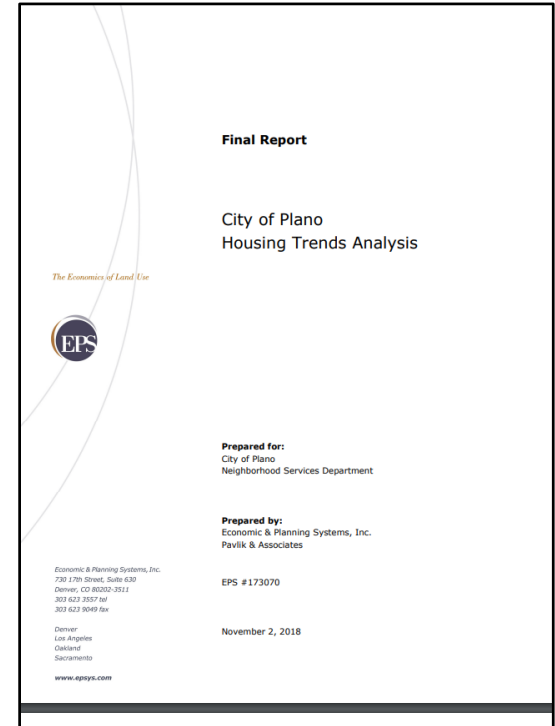 Final Report
City of Plano
Housing Trends Analysis
The Economics of Land Use
EPS
Prepared for:
City of Plano
Neighborhood Services Department
Prepared by:
Economic & Planning Systems, Inc.
Pavlik & Associates
Economic & Planning Systems, Inc.
730 17th Street, Suite 630
Denver, CO 80202-3511
303 623 3557 tel
303 623 9049 fax
EPS #173070
Denver
Los Angeles
Oakland
Sacramento
November 2, 2018
www.epsys.com